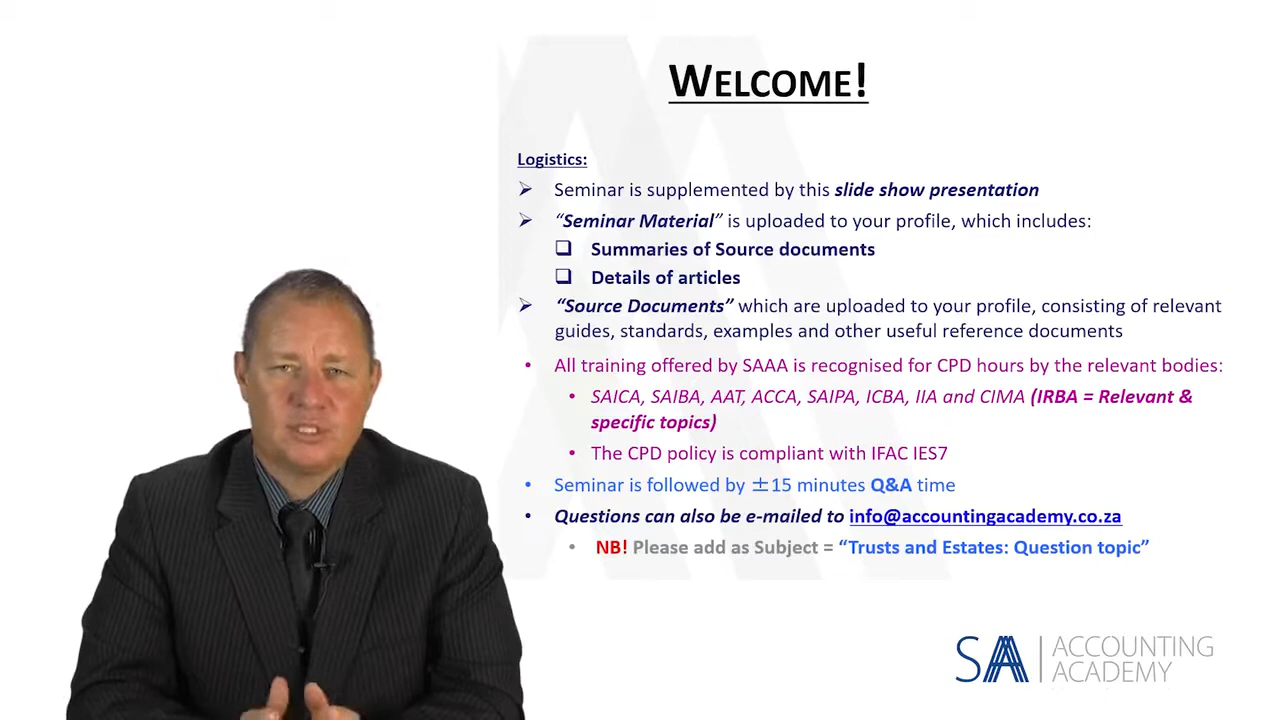 WELCOME!
Logistics:
Seminar is supplemented by this slide show presentation
“Seminar Material” is uploaded to your profile, which includes:
Summaries of Source documents
Details of articles
“Source Documents” which are uploaded to your profile, consisting of relevant
guides, standards, examples and other useful reference documents
All training offered by SAAA is recognised for CPD hours by the relevant bodies:
SAICA, SAIBA, AAT, ACCA, SAIPA, ICBA, IIA and CIMA (IRBA = Relevant &
specific topics)
The CPD policy is compliant with IFAC IES7
Seminar is followed by ±15 minutes Q&A time
Questions can also be e-mailed to info@accountingacademy.co.za
NB! Please add as Subject = “Trusts and Estates: Question topic”
SAA ACCOUNTING
ACADEMY